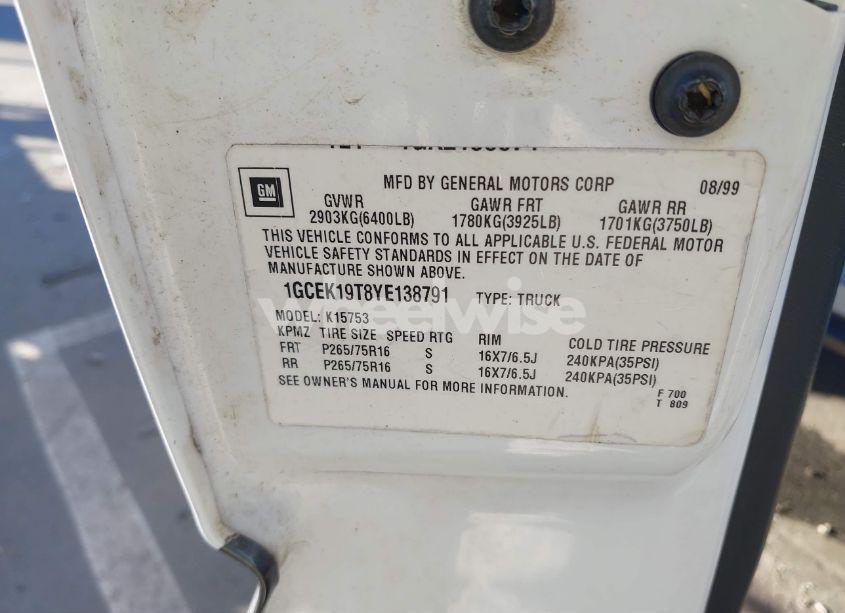 MFD BY GENERAL MOTORS CORP 08/99
GM
GVWR GAWR FRT GAWR RR
2903KG(6400LB) 1780KG(3925LB) 1701KG(3750LB)
THIS VEHICLE CONFORMS TO ALL APPLICABLE U.S. FEDERAL MOTOR
VEHICLE SAFETY STANDARDS IN EFFECT ON THE DATE OF
MANUFACTURE SHOWN ABOVE.
1GCEK19T8YE138791 TYPE: TRUCK
wheelwise
MODEL: K15753
KPMZ TIRE SIZE SPEED RTG RIM COLD TIRE PRESSURE
FRT P265/75R16 S 16X7/6.5J 240KPA(35PSI)
RR P265/75R16 S 16X7/6.5J 240KPA(35PSI)
SEE OWNER'S MANUAL FOR MORE INFORMATION.
F 700
T 809